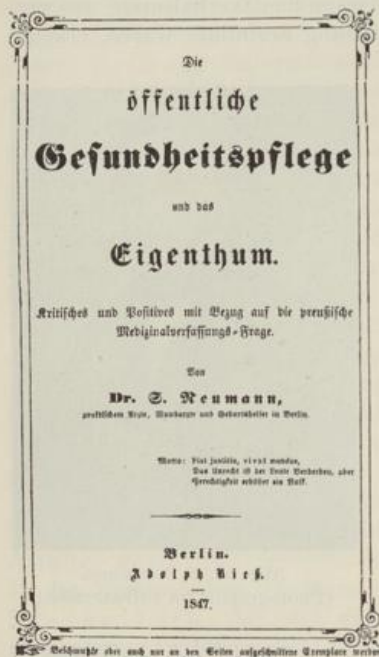 Die
öffentliche
Gesundheitspflege
und das
Eigenthum.
Kritisches und Positives mit Bezug auf die preußische
Medizinalverfassungs-Frage.
Von
Dr. S. Neumann,
praktischem Arzte, Wundarzte und Geburtshelfer in Berlin.
Motto: Fiat justitia, vivat mundus,
Das Unrecht ist der Leute Verderben, aber
Gerechtigkeit erhöhet ein Volk.
Berlin.
Adolph Rieß.
1847.
Beschmutzte oder auch nur an den Seiten aufgeschnittene Exemplare werden